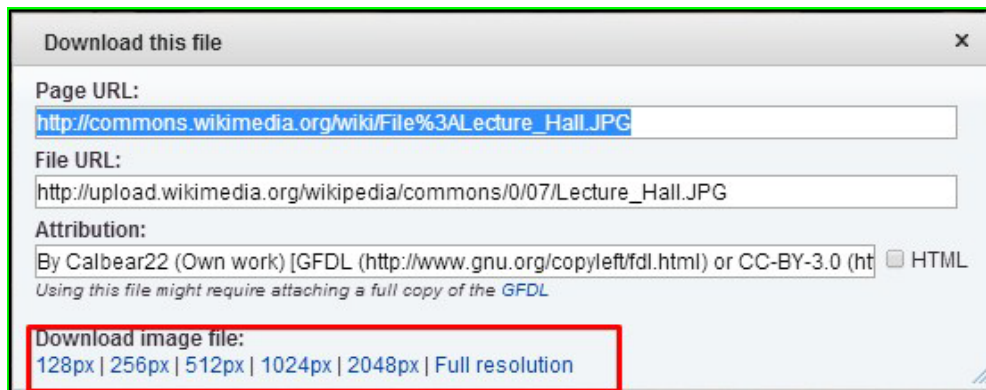 Download this file x
Page URL:
http://commons.wikimedia.org/wiki/File%3ALecture_Hall.JPG
File URL:
http://upload.wikimedia.org/wikipedia/commons/0/07/Lecture_Hall.JPG
Attribution:
By Calbear22 (Own work) [GFDL (http://www.gnu.org/copyleft/fdl.html) or CC-BY-3.0 (ht HTML
Using this file might require attaching a full copy of the GFDL
Download image file:
128px | 256px | 512px | 1024px | 2048px | Full resolution